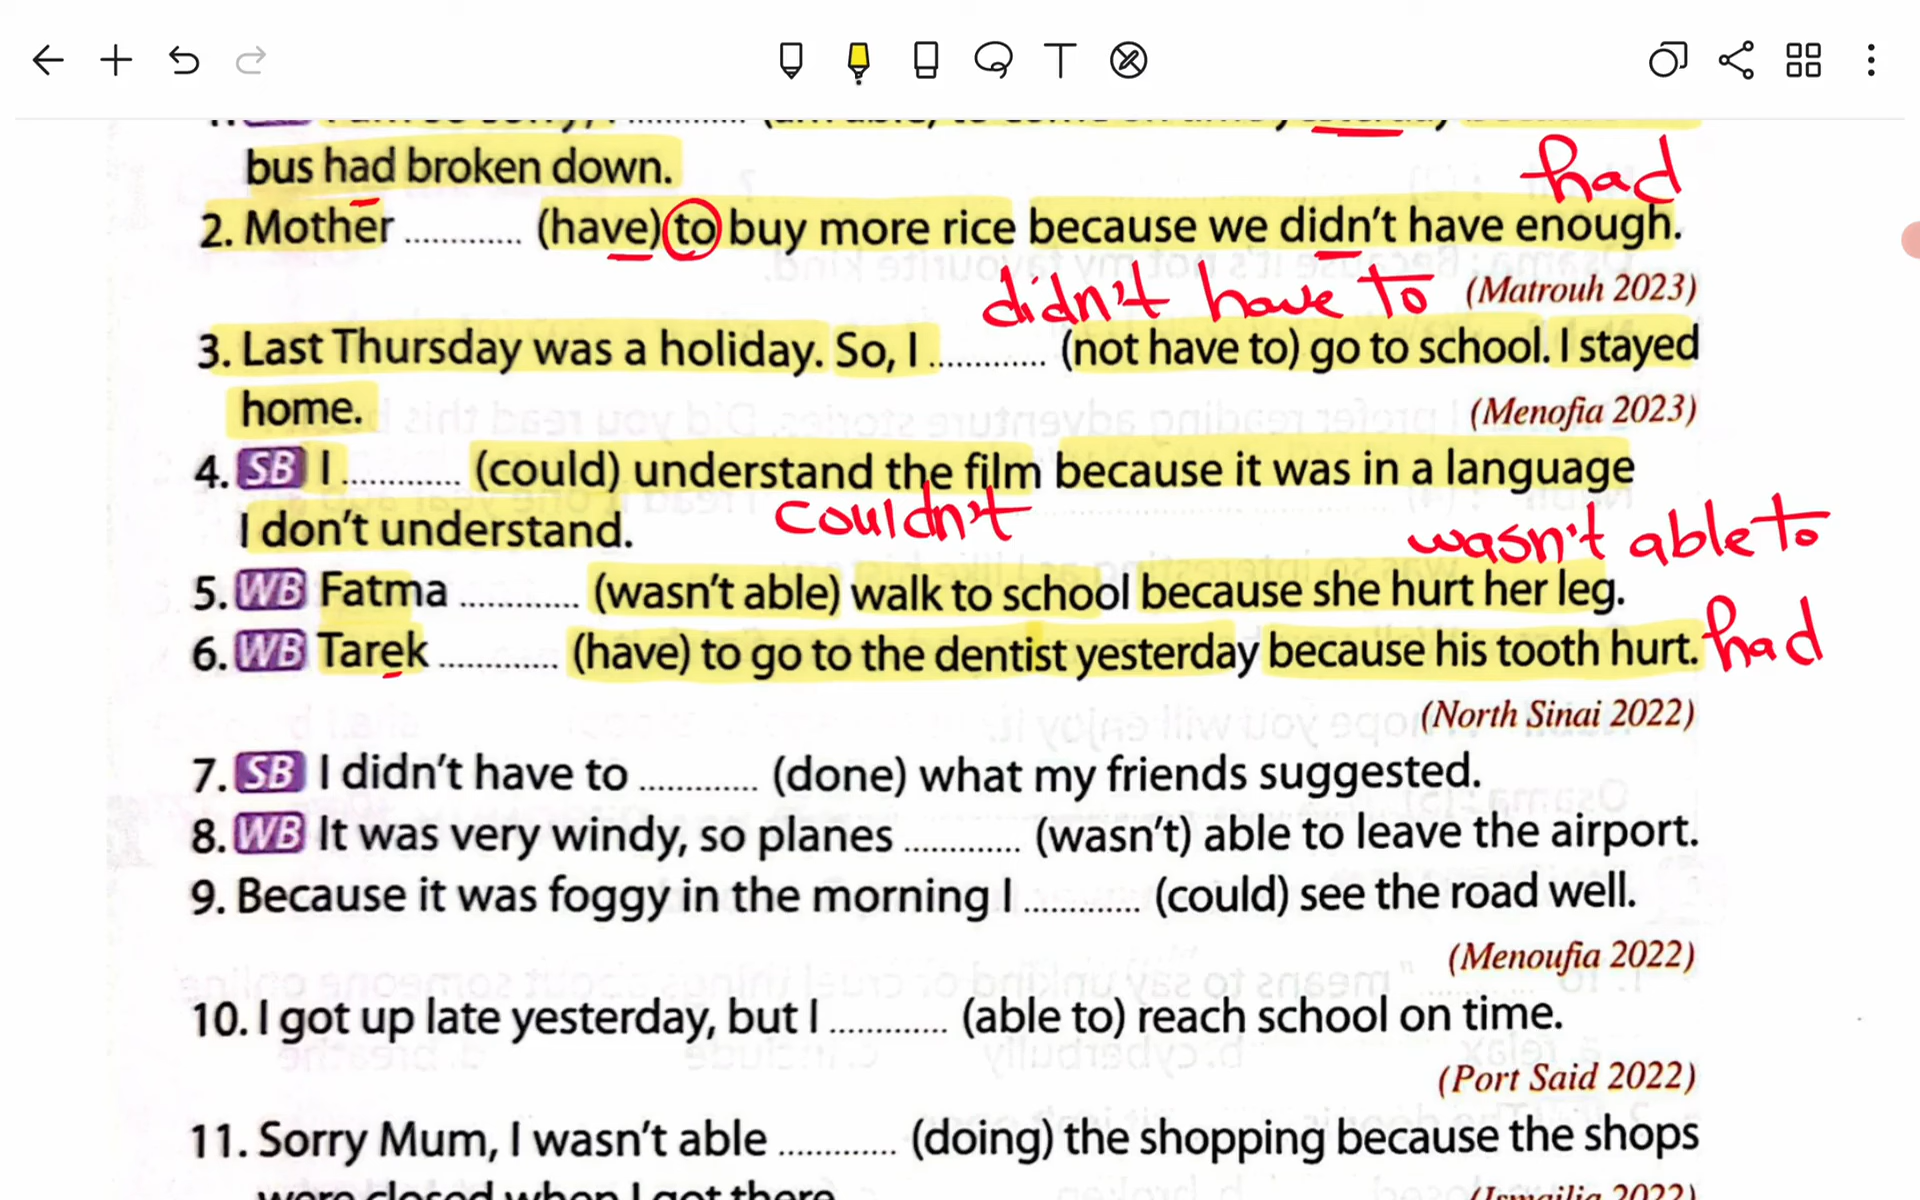 bus had broken down.
had
2. Mother ............ (have) to buy more rice because we didn't have enough.
didn't have to (Matrouh 2023)
3. Last Thursday was a holiday. So, I ............ (not have to) go to school. I stayed
home. (Menofia 2023)
4. SB I ............ (could) understand the film because it was in a language
I don't understand. couldn't
wasn't able to
5. WB Fatma ............ (wasn't able) walk to school because she hurt her leg.
6. WB Tarek ............ (have) to go to the dentist yesterday because his tooth hurt. had
(North Sinai 2022)
7. SB I didn't have to ............ (done) what my friends suggested.
8. WB It was very windy, so planes ............ (wasn't) able to leave the airport.
9. Because it was foggy in the morning I ............ (could) see the road well.
(Menoufia 2022)
10. I got up late yesterday, but I ............ (able to) reach school on time.
(Port Said 2022)
11. Sorry Mum, I wasn't able ............ (doing) the shopping because the shops
were closed when I got there. (Ismailia 2022)